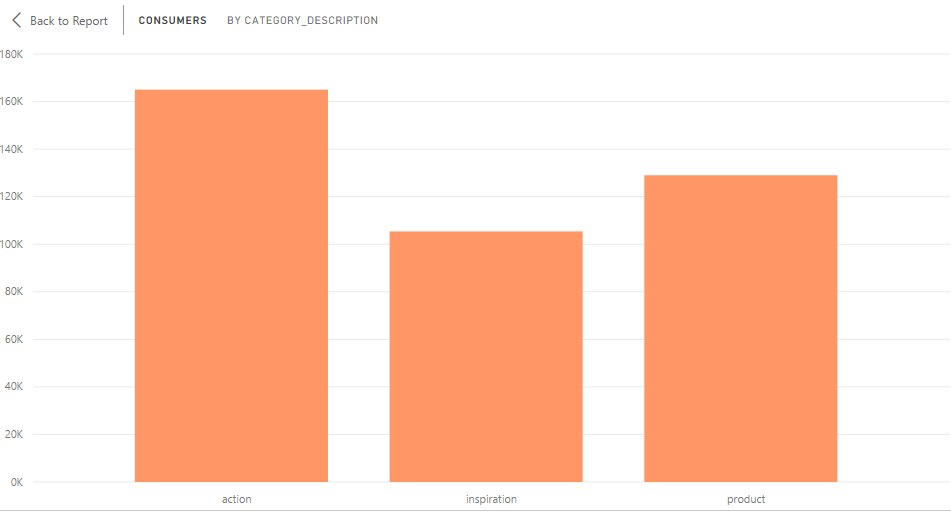 Back to Report CONSUMERS BY CATEGORY_DESCRIPTION
180K
160K
140K
120K
100K
80K
60K
40K
20K
0K
action inspiration product